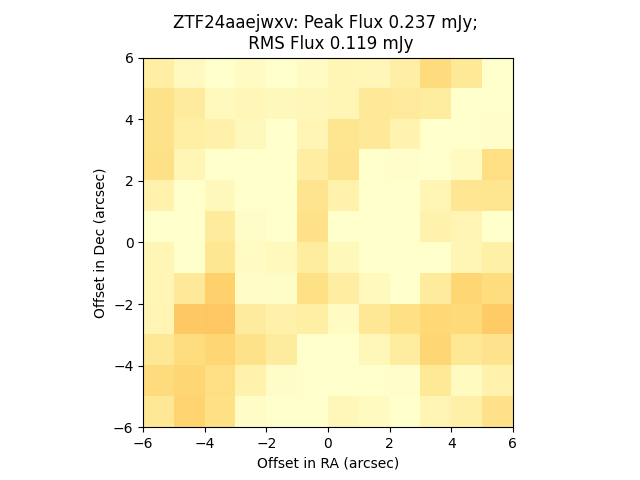 ZTF24aaejwxv: Peak Flux 0.237 mJy;
RMS Flux 0.119 mJy
6
4
2
0
−2
−4
−6
Offset in Dec (arcsec)
−6 −4 −2 0 2 4 6
Offset in RA (arcsec)